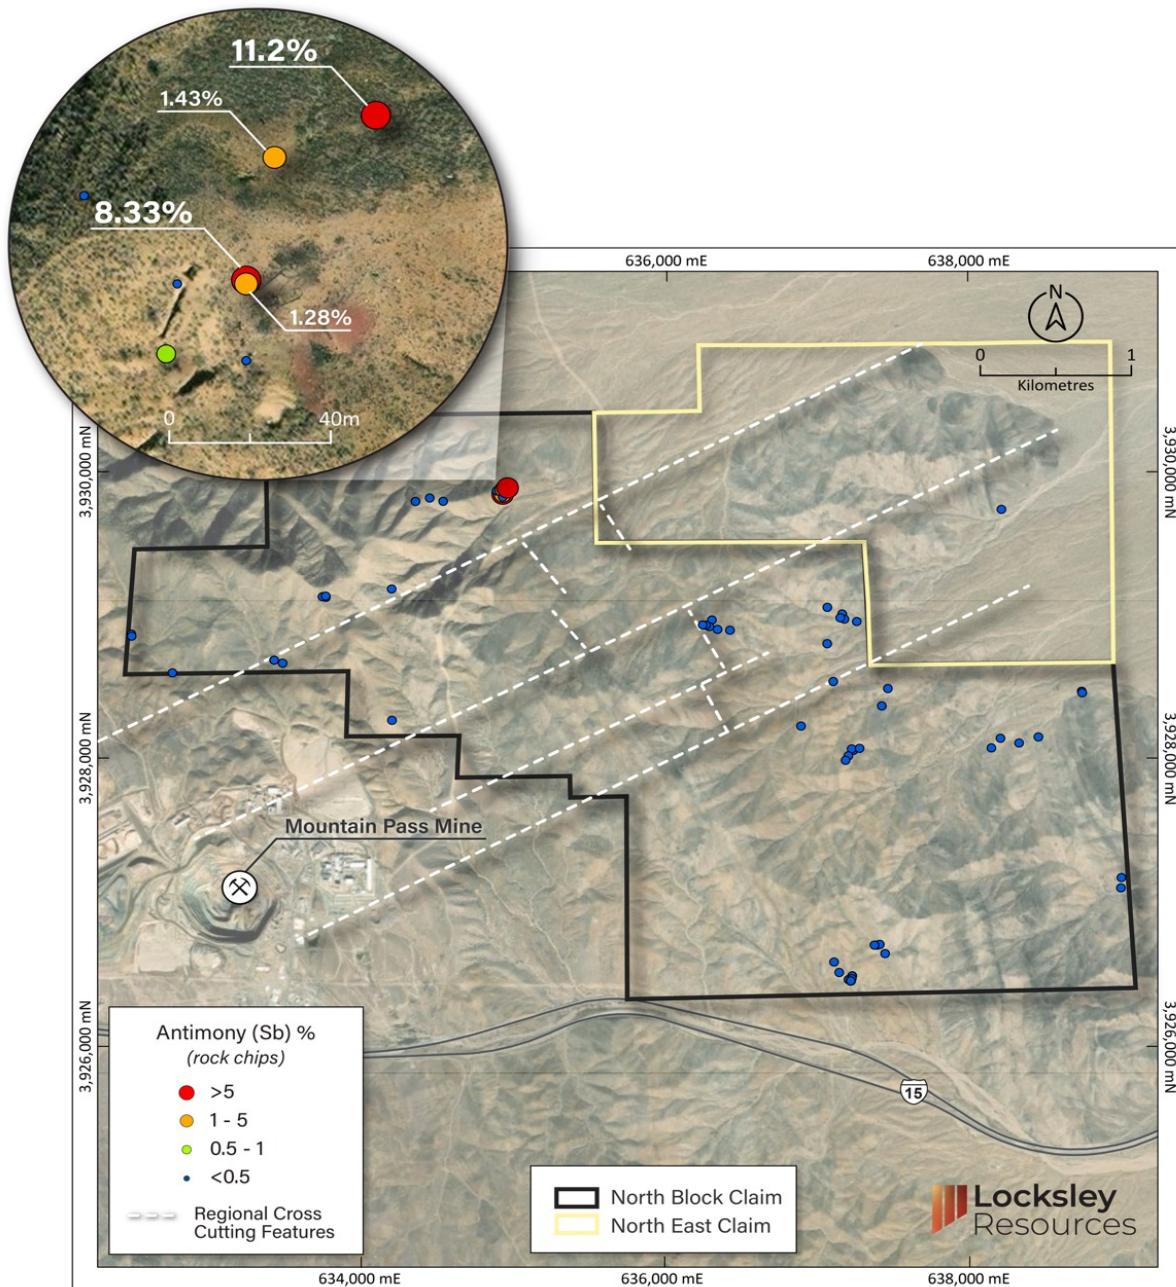 11.2%
1.43%
8.33%
1.28%
0 40m
636,000 mE 638,000 mE
N
0 1
Kilometres
3,930,000 mN 3,930,000 mN
3,928,000 mN 3,928,000 mN
Mountain Pass Mine
3,926,000 mN 3,926,000 mN
Antimony (Sb) %
(rock chips)
>5
1 - 5
0.5 - 1
<0.5
Regional Cross
Cutting Features
15
North Block Claim
North East Claim
Locksley
Resources
634,000 mE 636,000 mE 638,000 mE